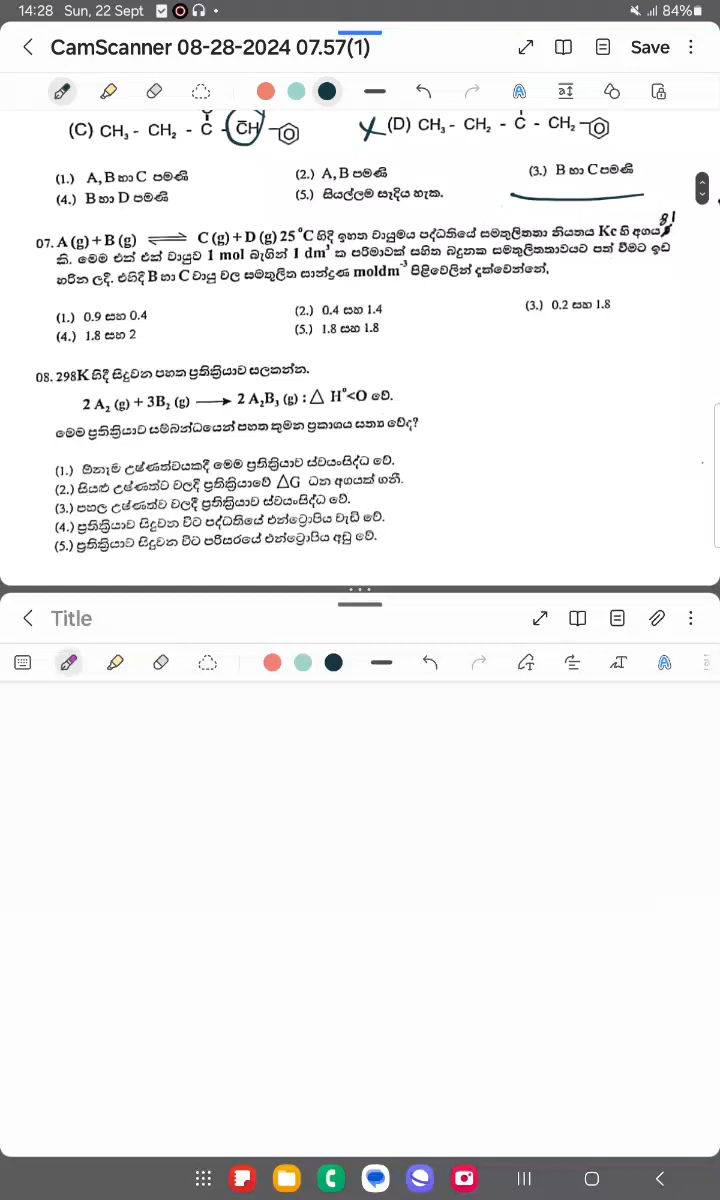 14:28 Sun, 22 Sept
84%
CamScanner 08-28-2024 07.57(1)
Save
(C) CH₃ - CH₂ - C - C̄H
(D) CH₃ - CH₂ - C - CH₂
(1.) A, B හා C පමණි
(2.) A, B පමණි
(3.) B හා C පමණි
(4.) B හා D පමණි
(5.) සියල්ලම සෑදිය හැක.
81
07. A (g) + B (g) ⇌ C (g) + D (g) 25 °C හිදී ඉහත වායුමය පද්ධතියේ සමතුලිතතා නියතය Kc හි අගය
කි. මෙම එක් එක් වායුව 1 mol බැගින් 1 dm³ ක පරිමාවක් සහිත බදුනක සමතුලිතතාවයට පත් වීමට ඉඩ
හරින ලදී. එහිදී B හා C වායු වල සමතුලිත සාන්ද්‍රණ moldm⁻³ පිළිවෙලින් දක්වෙන්නේ,
(1.) 0.9 සහ 0.4
(2.) 0.4 සහ 1.4
(3.) 0.2 සහ 1.8
(4.) 1.8 සහ 2
(5.) 1.8 සහ 1.8
08. 298K හිදී සිදුවන පහත ප්‍රතික්‍රියාව සලකන්න.
2 A₂ (g) + 3B₂ (g) ⟶ 2 A₂B₃ (g) : △ H°<O වේ.
මෙම ප්‍රතික්‍රියාව සම්බන්ධයෙන් පහත කුමන ප්‍රකාශය සත්‍ය වේද?
(1.) ඕනෑම උෂ්ණත්වයකදී මෙම ප්‍රතික්‍රියාව ස්වයංසිද්ධ වේ.
(2.) සියළු උෂ්ණත්ව වලදී ප්‍රතික්‍රියාවේ △G ධන අගයක් ගනී.
(3.) පහල උෂ්ණත්ව වලදී ප්‍රතික්‍රියාව ස්වයංසිද්ධ වේ.
(4.) ප්‍රතික්‍රියාව සිදුවන විට පද්ධතියේ එන්ට්‍රොපිය වැඩි වේ.
(5.) ප්‍රතික්‍රියාව සිදුවන විට පරිසරයේ එන්ට්‍රොපිය අඩු වේ.
Title